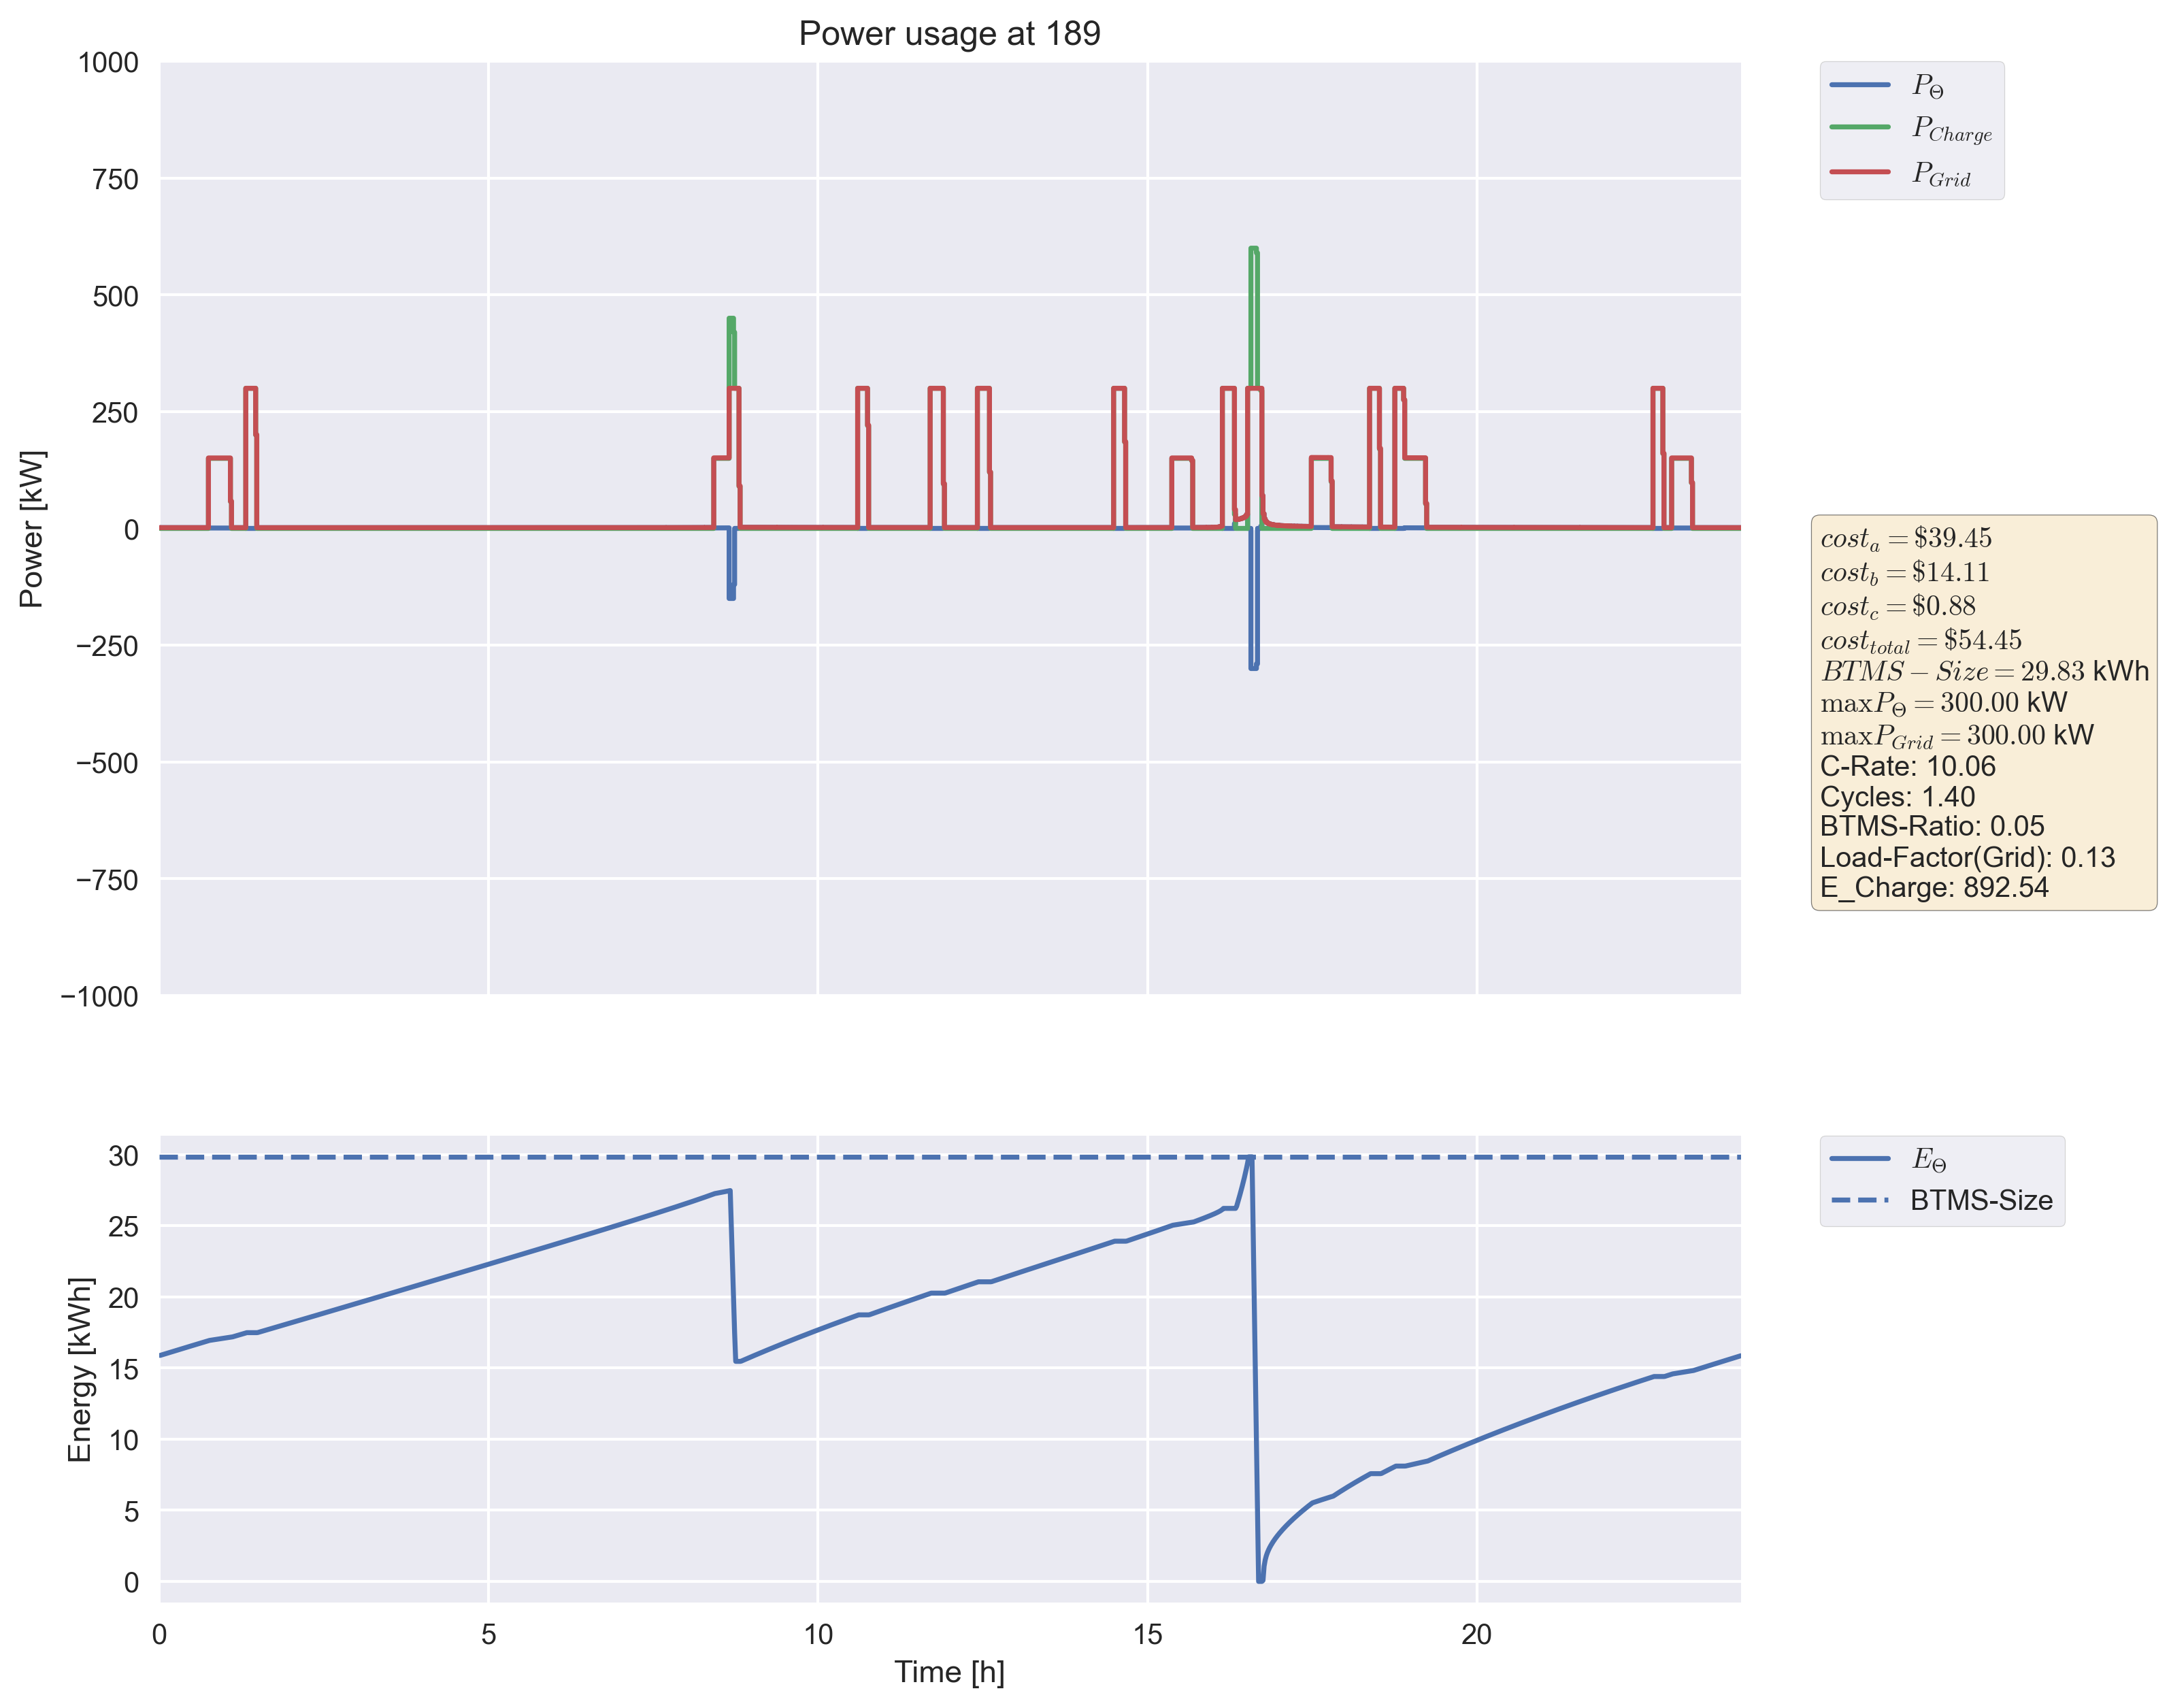 Power usage at 189
1000
750
500
250
0
−250
−500
−750
−1000
Power [kW]
P_Θ
P_Charge
P_Grid
cost_a = $39.45
cost_b = $14.11
cost_c = $0.88
cost_total = $54.45
BTMS − Size = 29.83 kWh
maxP_Θ = 300.00 kW
maxP_Grid = 300.00 kW
C-Rate: 10.06
Cycles: 1.40
BTMS-Ratio: 0.05
Load-Factor(Grid): 0.13
E_Charge: 892.54
30
25
20
15
10
5
0
Energy [kWh]
E_Θ
BTMS-Size
0 5 10 15 20
Time [h]